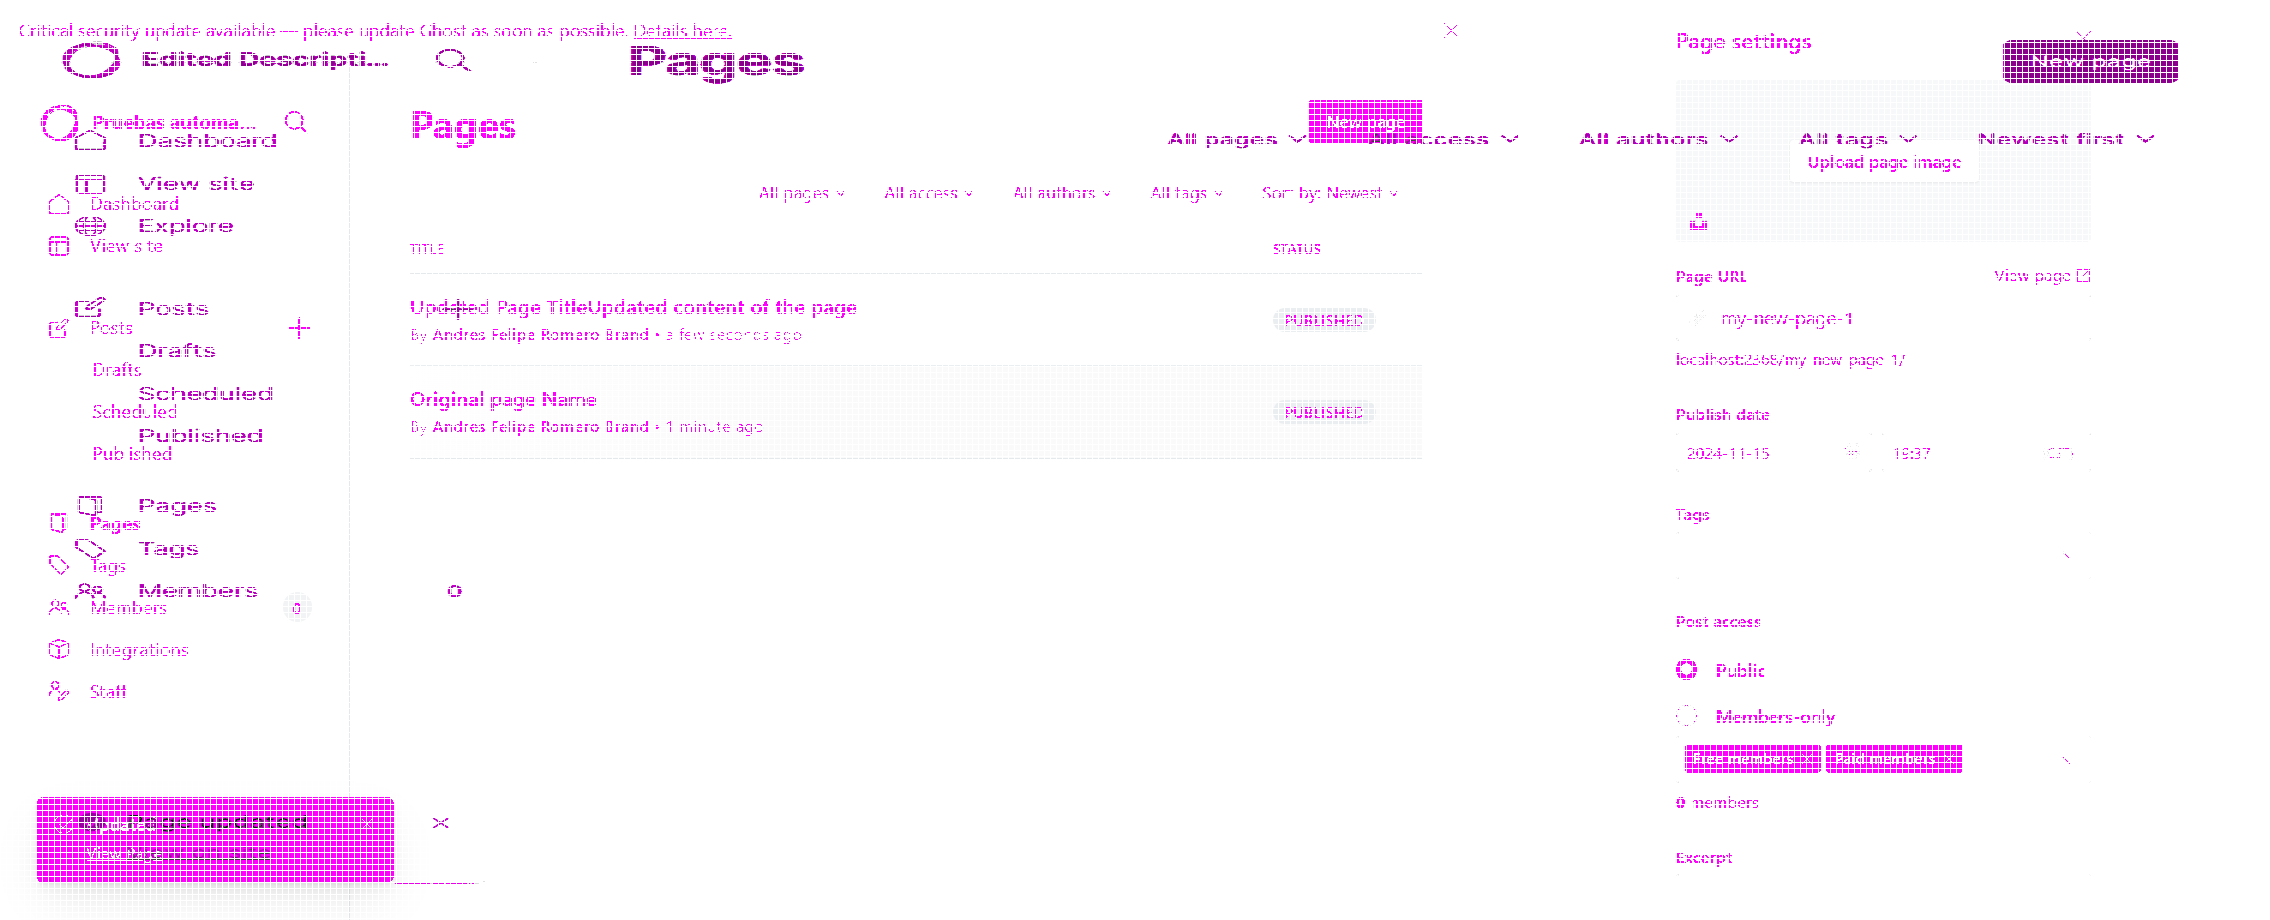 Critical security update available — please update Ghost as soon as possible. Details here.
Page settings
Edited Descripti...
Pages
New page
Pruebas automa...
Pages
New page
Dashboard
All pages
ccess
All authors
All tags
Newest first
Upload page image
View site
All pages
All access
All authors
All tags
Sort by: Newest
Dashboard
Explore
View site
TITLE
STATUS
Page URL
View page
Posts
Updated Page TitleUpdated content of the page
PUBLISHED
my-new-page-1
Posts
By Andres Felipe Romero Brand • a few seconds ago
Drafts
localhost:2368/my-new-page-1/
Drafts
Scheduled
Original page Name
PUBLISHED
Scheduled
Publish date
By Andres Felipe Romero Brand • 1 minute ago
Published
Published
2024-11-15
19:37
Pages
Pages
Tags
Tags
Tags
Members
0
Members
0
Post access
Integrations
Public
Staff
Members-only
Free members
Paid members
0 members
Updated
updated
View Page
Excerpt